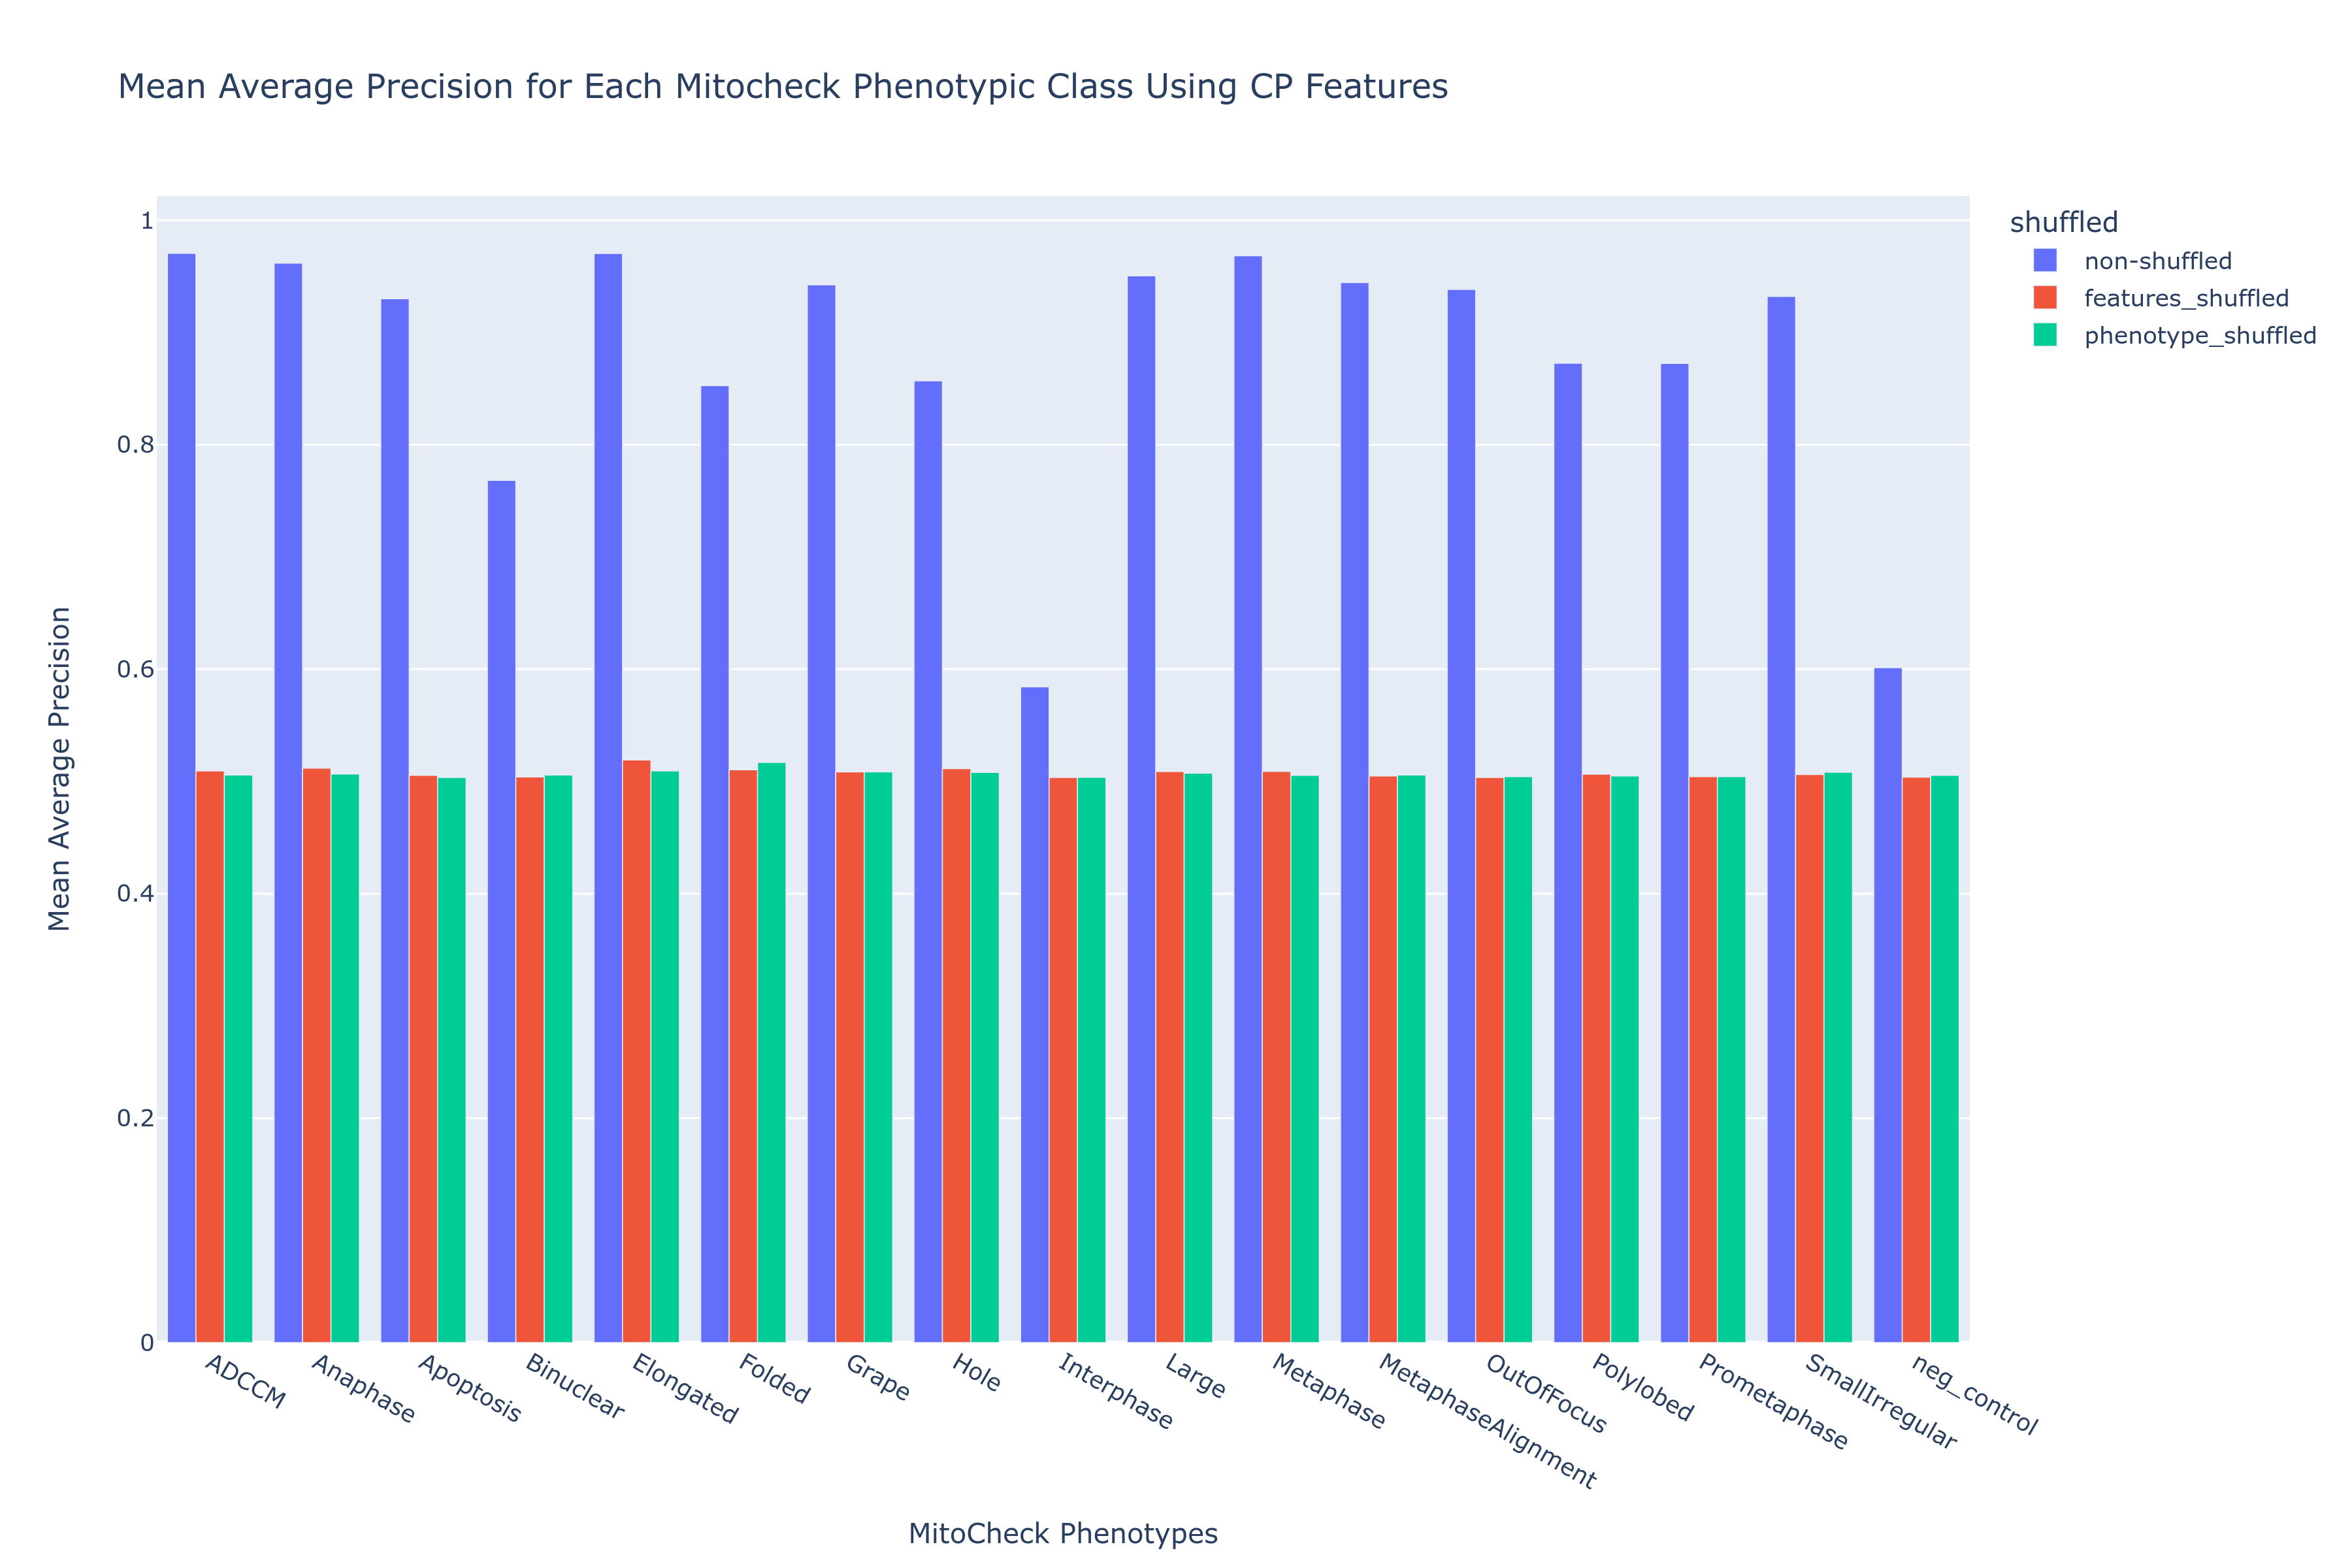 Mean Average Precision for Each Mitocheck Phenotypic Class Using CP Features
shuffled
non-shuffled
features_shuffled
phenotype_shuffled
Mean Average Precision
1
0.8
0.6
0.4
0.2
0
ADCCM
Anaphase
Apoptosis
Binuclear
Elongated
Folded
Grape
Hole
Interphase
Large
Metaphase
MetaphaseAlignment
OutOfFocus
Polylobed
Prometaphase
SmallIrregular
neg_control
MitoCheck Phenotypes